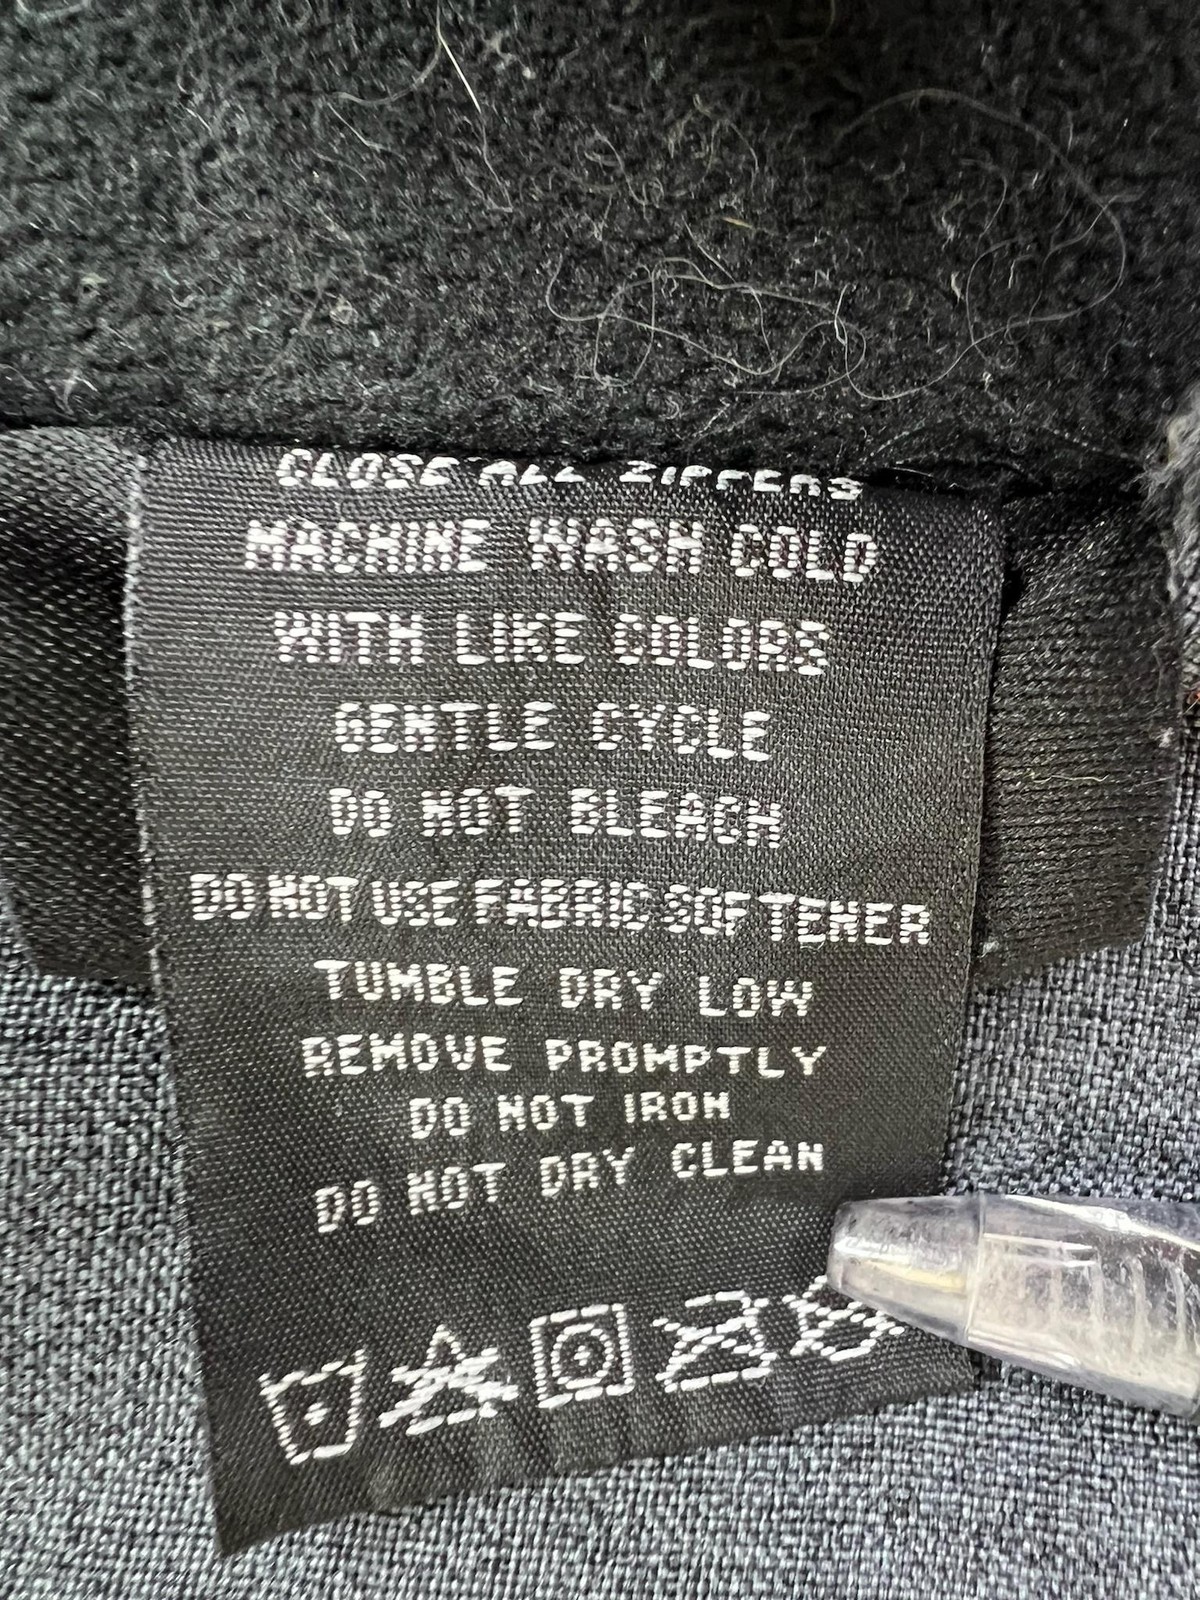 CLOSE ALL ZIPPERS
MACHINE WASH COLD
WITH LIKE COLORS
GENTLE CYCLE
DO NOT BLEACH
DO NOT USE FABRIC SOFTENER
TUMBLE DRY LOW
REMOVE PROMPTLY
DO NOT IRON
DO NOT DRY CLEAN